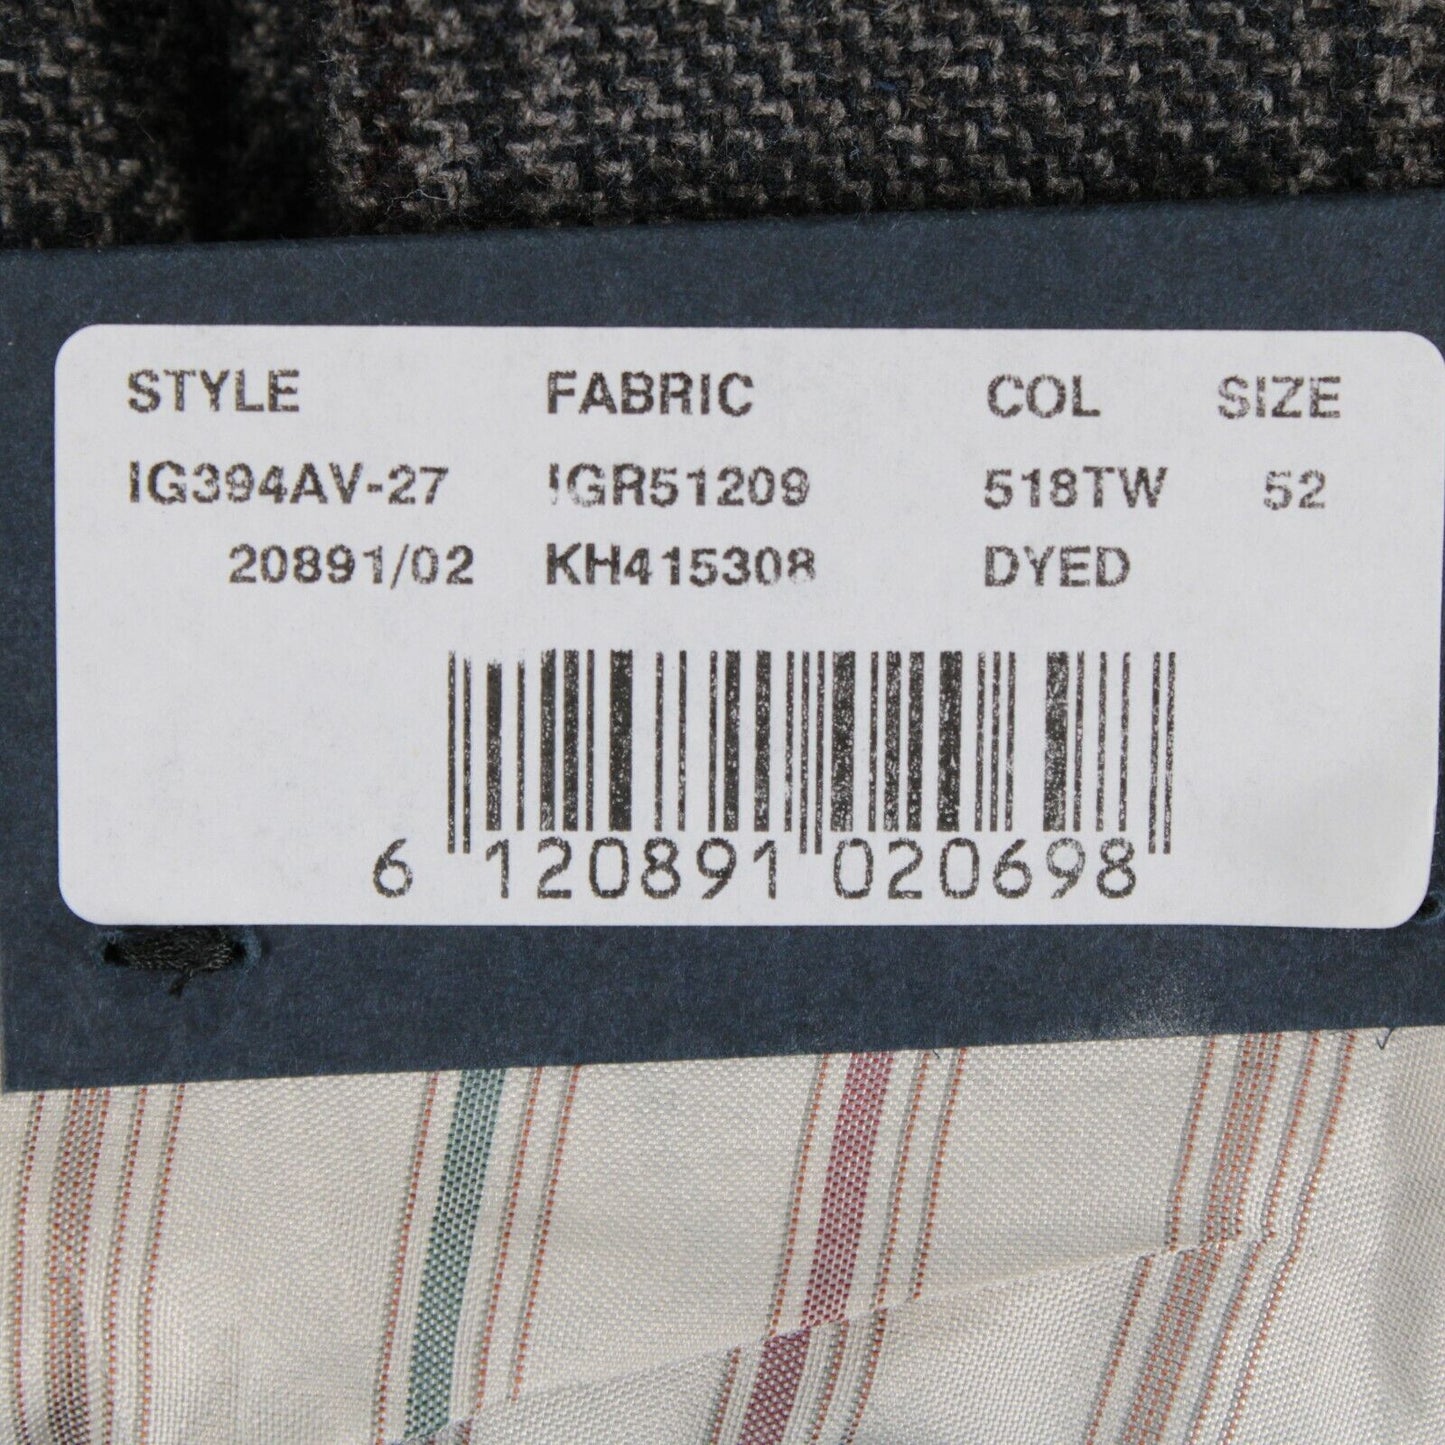 STYLE FABRIC COL SIZE
IG394AV-27 IGR51209 518TW 52
20891/02 KH415308 DYED
6 120891 020698